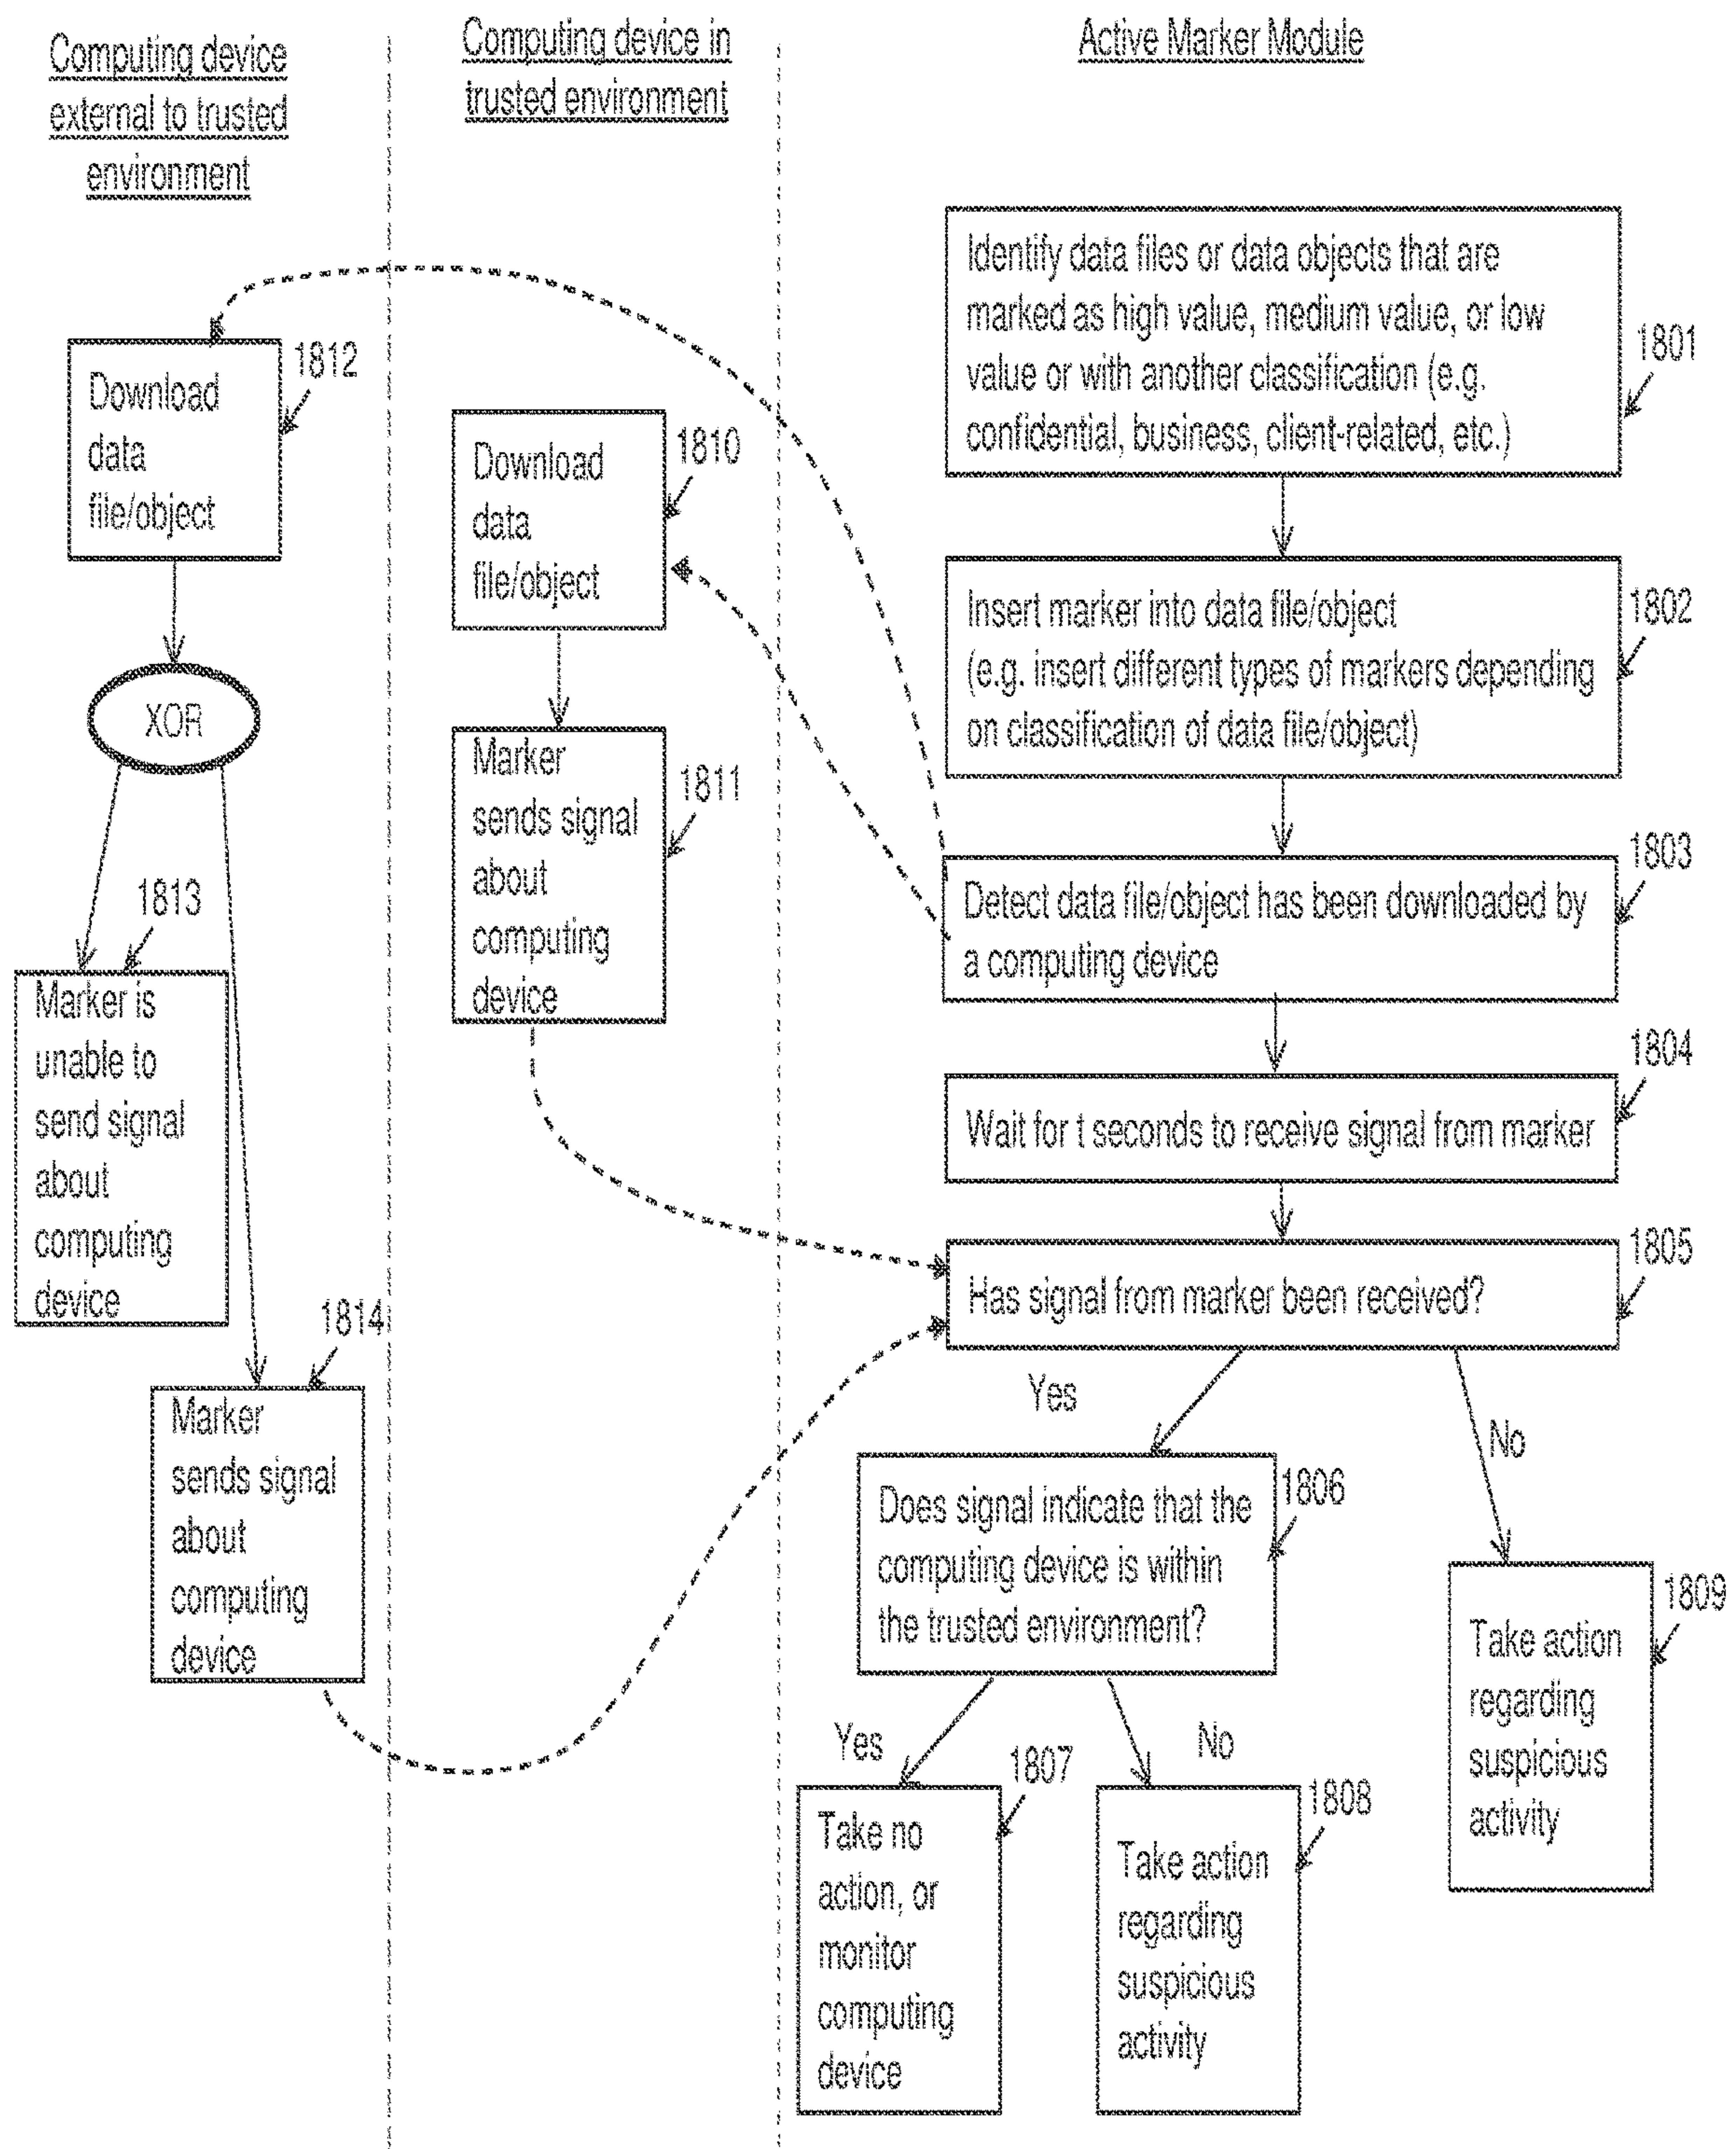 Computing device
external to trusted
environment
Computing device in
trusted environment
Active Marker Module
Identify data files or data objects that are
marked as high value, medium value, or low
value or with another classification (e.g.
confidential, business, client-related, etc.)
1801
Insert marker into data file/object
(e.g. insert different types of markers depending
on classification of data file/object)
1802
Detect data file/object has been downloaded by
a computing device
1803
Wait for t seconds to receive signal from marker
1804
Has signal from marker been received?
1805
Yes
No
Does signal indicate that the
computing device is within
the trusted environment?
1806
Yes
No
Take no
action, or
monitor
computing
device
1807
Take action
regarding
suspicious
activity
1808
Take action
regarding
suspicious
activity
1809
Download
data
file/object
1810
Marker
sends signal
about
computing
device
1811
Download
data
file/object
1812
XOR
Marker is
unable to
send signal
about
computing
device
1813
Marker
sends signal
about
computing
device
1814